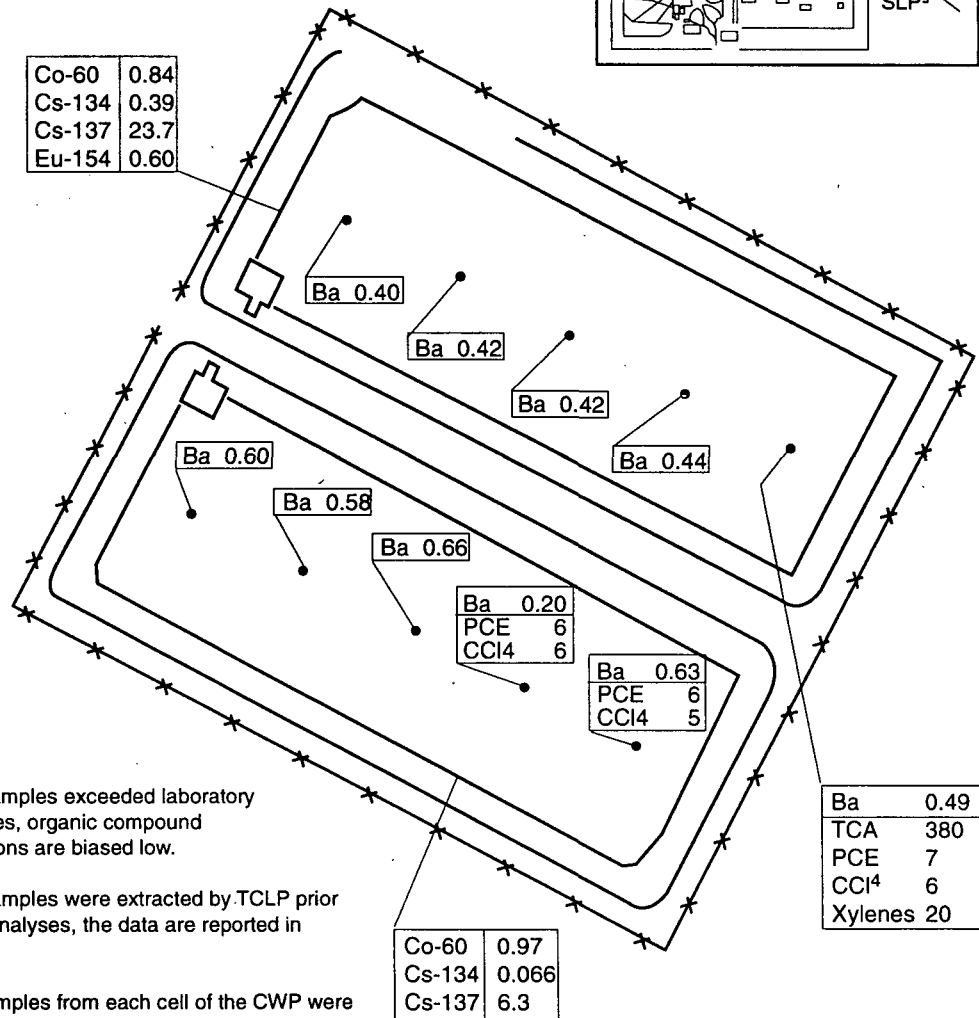 SLP
Co-60 0.84
Cs-134 0.39
Cs-137 23.7
Eu-154 0.60
Ba 0.40
Ba 0.42
Ba 0.42
Ba 0.44
Ba 0.60
Ba 0.58
Ba 0.66
Ba 0.20
PCE 6
CCl4 6
Ba 0.63
PCE 6
CCl4 5
Ba 0.49
TCA 380
PCE 7
CCl⁴ 6
Xylenes 20
Co-60 0.97
Cs-134 0.066
Cs-137 6.3
mples exceeded laboratory
es, organic compound
ons are biased low.
mples were extracted by TCLP prior
nalyses, the data are reported in
mples from each cell of the CWP were